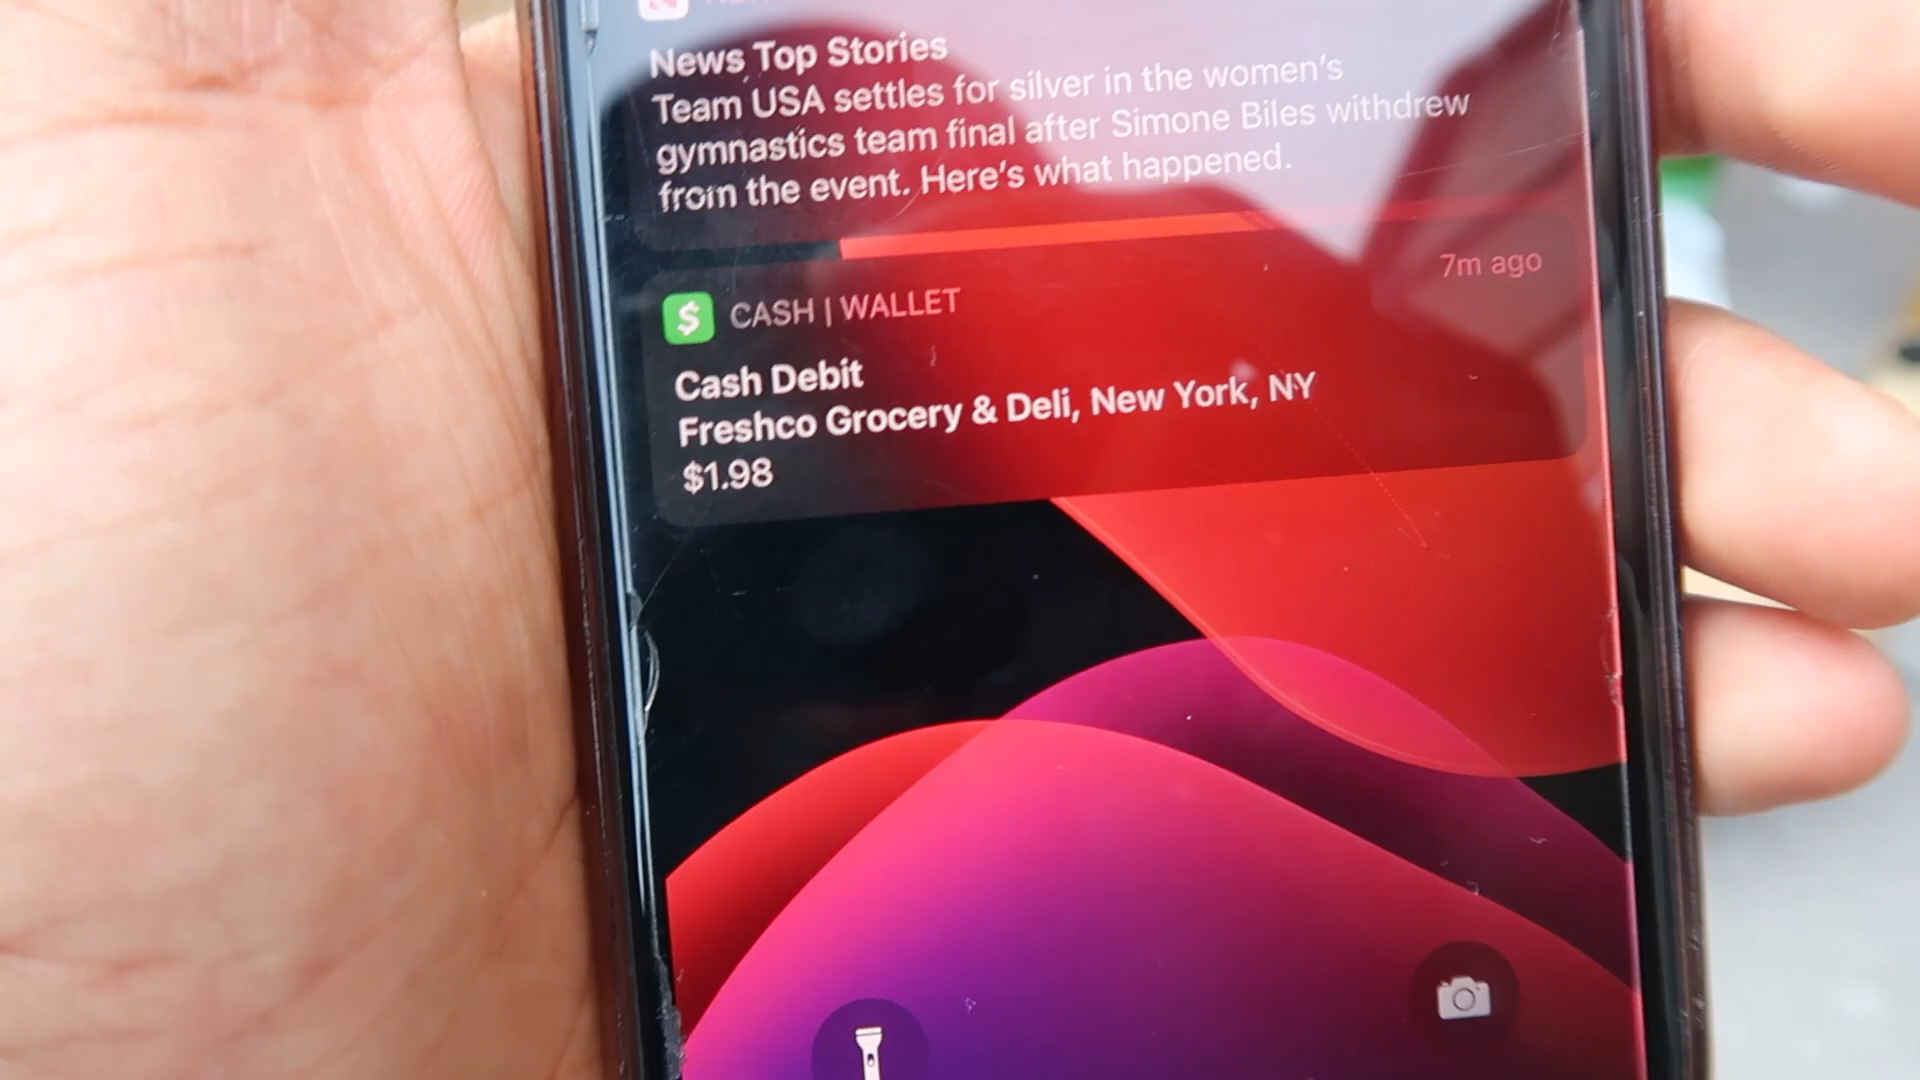 News Top Stories
Team USA settles for silver in the women's
gymnastics team final after Simone Biles withdrew
from the event. Here's what happened.
7m ago
$ CASH | WALLET
Cash Debit
Freshco Grocery & Deli, New York, NY
$1.98